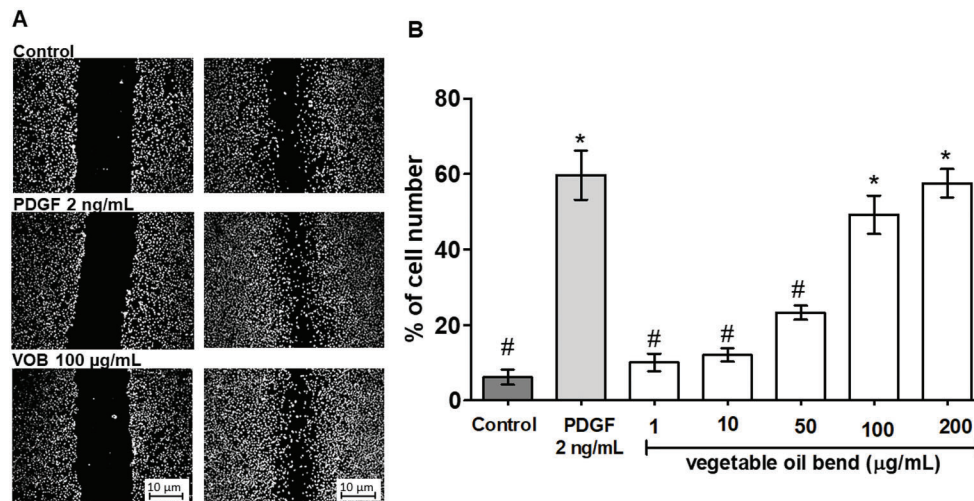 A
Control
PDGF 2 ng/mL
VOB 100 µg/mL
10 µm
10 µm
B
% of cell number
80
60
40
20
0
#
*
#
#
#
*
*
Control
PDGF
2 ng/mL
1
10
50
100
200
vegetable oil bend (µg/mL)